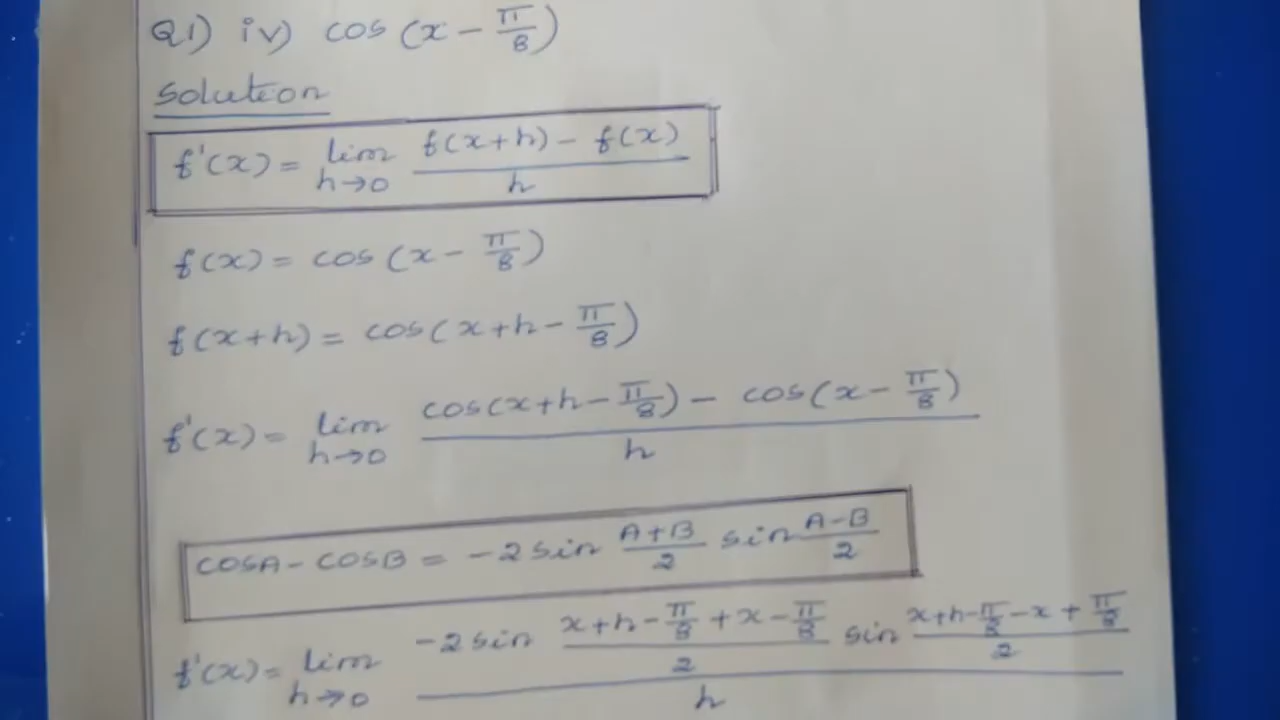 Q1) iv) cos (x - π/8)
Solution
f'(x) = lim h→0 f(x+h) - f(x) / h
f(x) = cos (x - π/8)
f(x+h) = cos(x+h - π/8)
f'(x) = lim h→0 cos(x+h-π/8) - cos(x - π/8) / h
cosA - cosB = -2 sin A+B/2 sin A-B/2
f'(x) = lim h→0 -2 sin x+h-π/8+x-π/8 / 2 sin x+h-π/8-x+π/8 / 2 / h